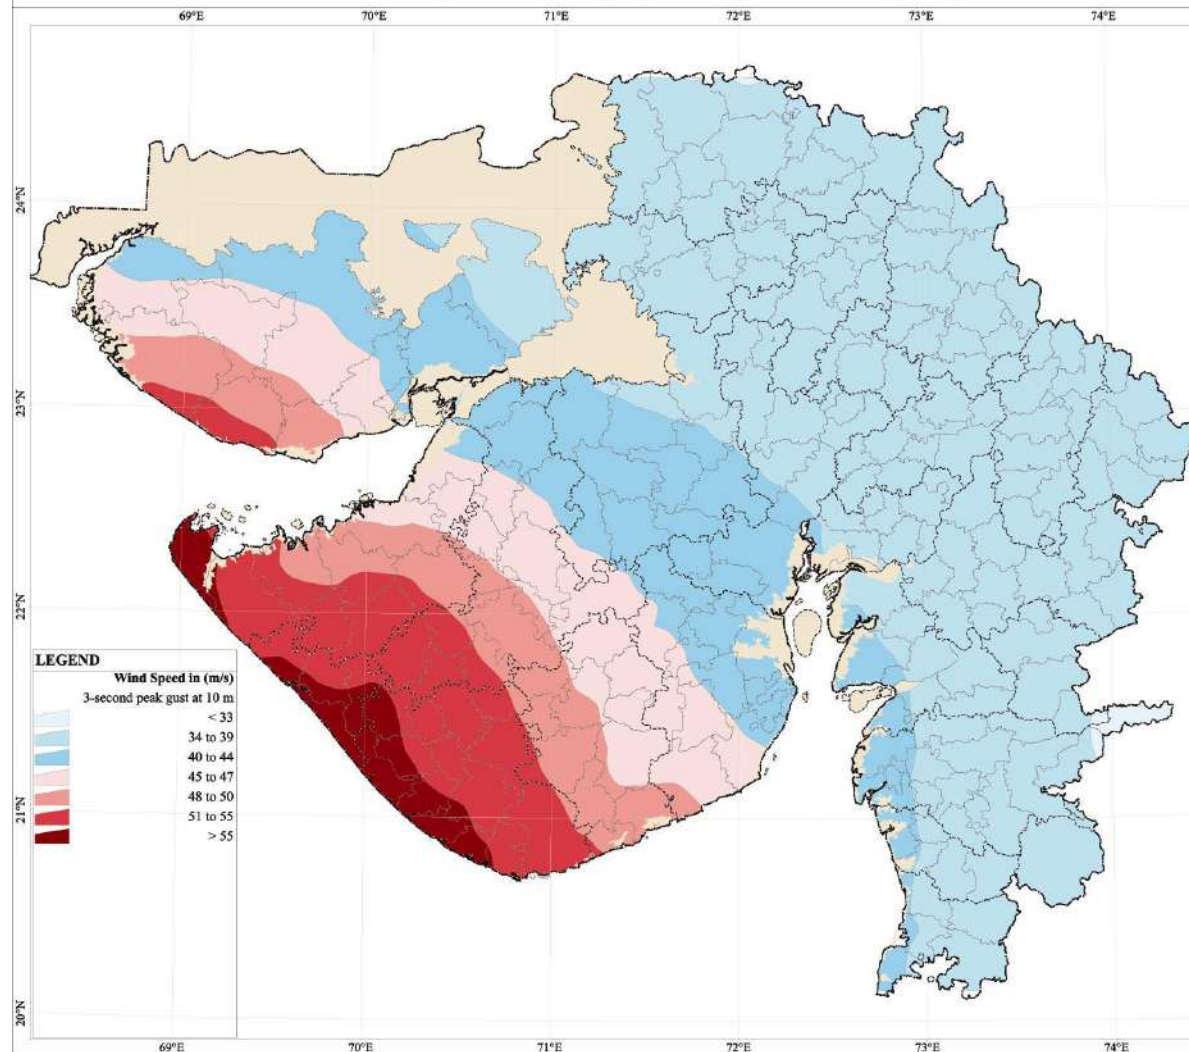 69°E 70°E 71°E 72°E 73°E 74°E
24°N
23°N
22°N
21°N
20°N
LEGEND
Wind Speed in (m/s)
3-second peak gust at 10 m
< 33
34 to 39
40 to 44
45 to 47
48 to 50
51 to 55
> 55
69°E 70°E 71°E 72°E 73°E 74°E